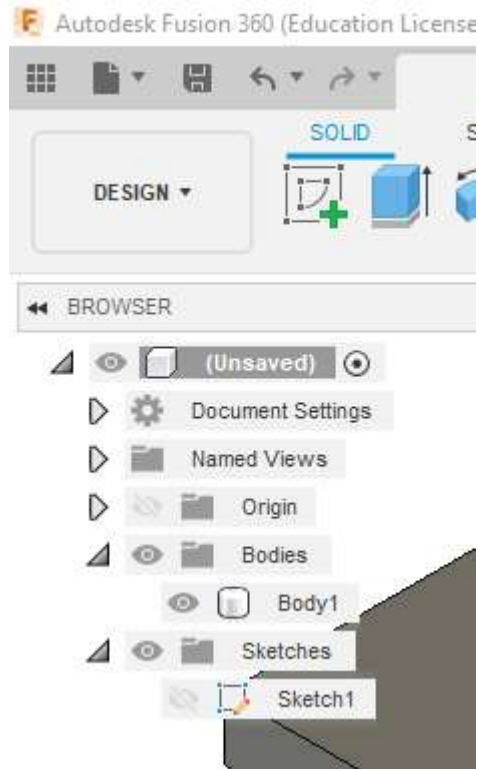 Autodesk Fusion 360 (Education License
SOLID
DESIGN
BROWSER
(Unsaved)
Document Settings
Named Views
Origin
Bodies
Body1
Sketches
Sketch1